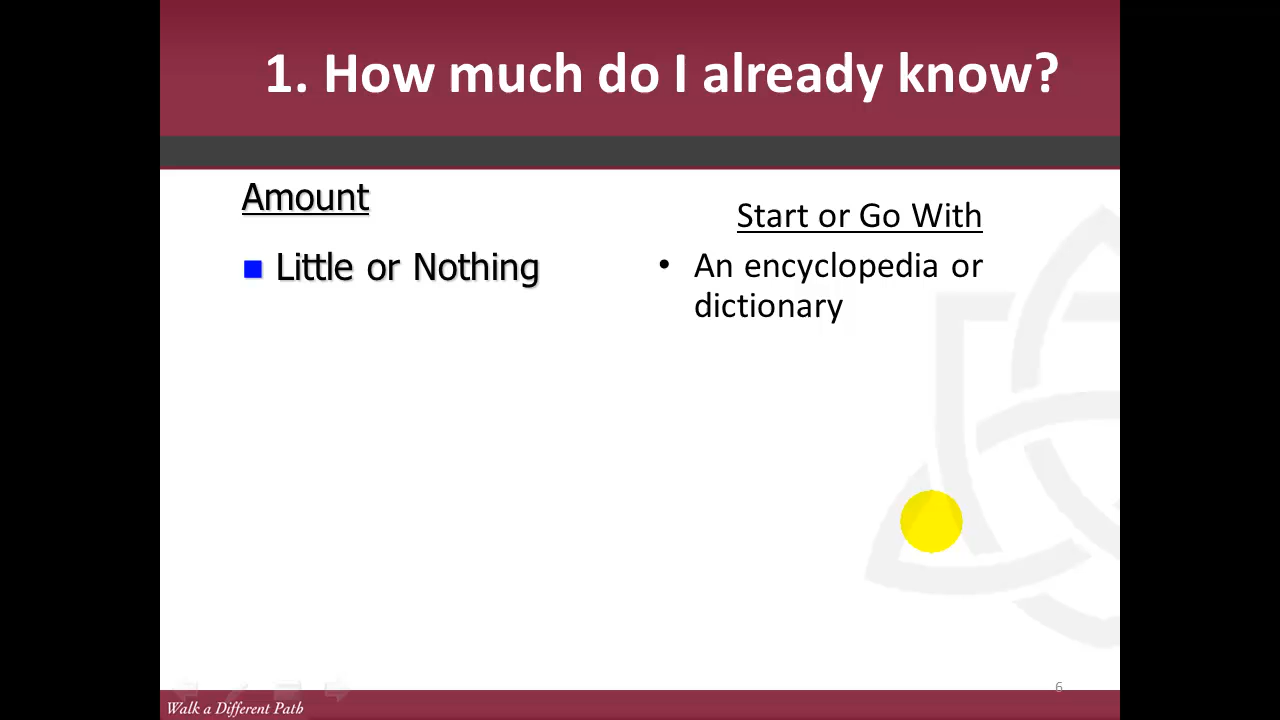 1. How much do I already know?
Amount
Little or Nothing
Start or Go With
An encyclopedia or
dictionary
6
Walk a Different Path